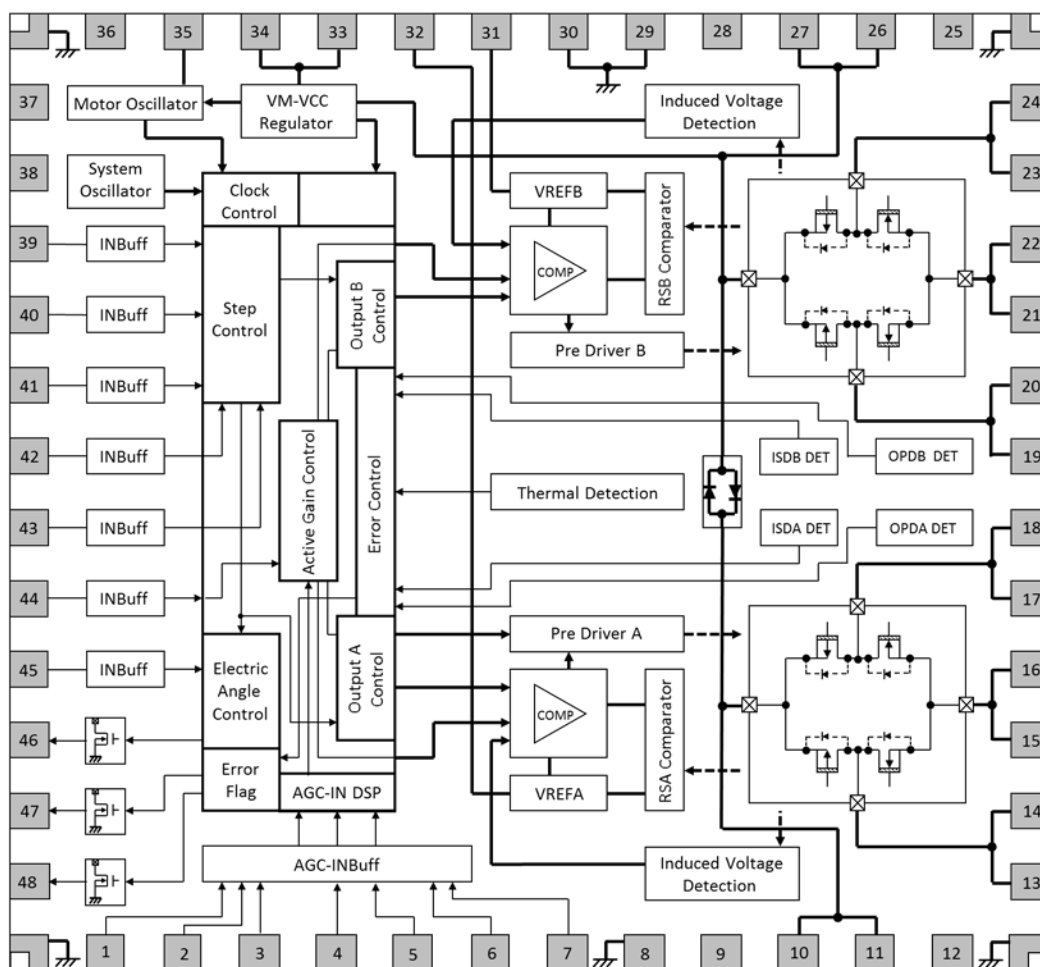 36
35
34
33
32
31
30
29
28
27
26
25
37
Motor Oscillator
VM-VCC
Regulator
Induced Voltage
Detection
24
38
System
Oscillator
Clock
Control
VREFB
RSB Comparator
23
39
INBuff
COMP
22
40
INBuff
Step
Control
Output B
Control
Pre Driver B
21
41
INBuff
20
42
INBuff
ISDB DET
OPDB DET
19
Active Gain Control
Error Control
Thermal Detection
43
INBuff
ISDA DET
OPDA DET
18
44
INBuff
17
Output A
Control
Pre Driver A
45
INBuff
Electric
Angle
Control
COMP
RSA Comparator
16
46
15
Error
Flag
AGC-IN DSP
VREFA
47
14
48
AGC-INBuff
Induced Voltage
Detection
13
1
2
3
4
5
6
7
8
9
10
11
12